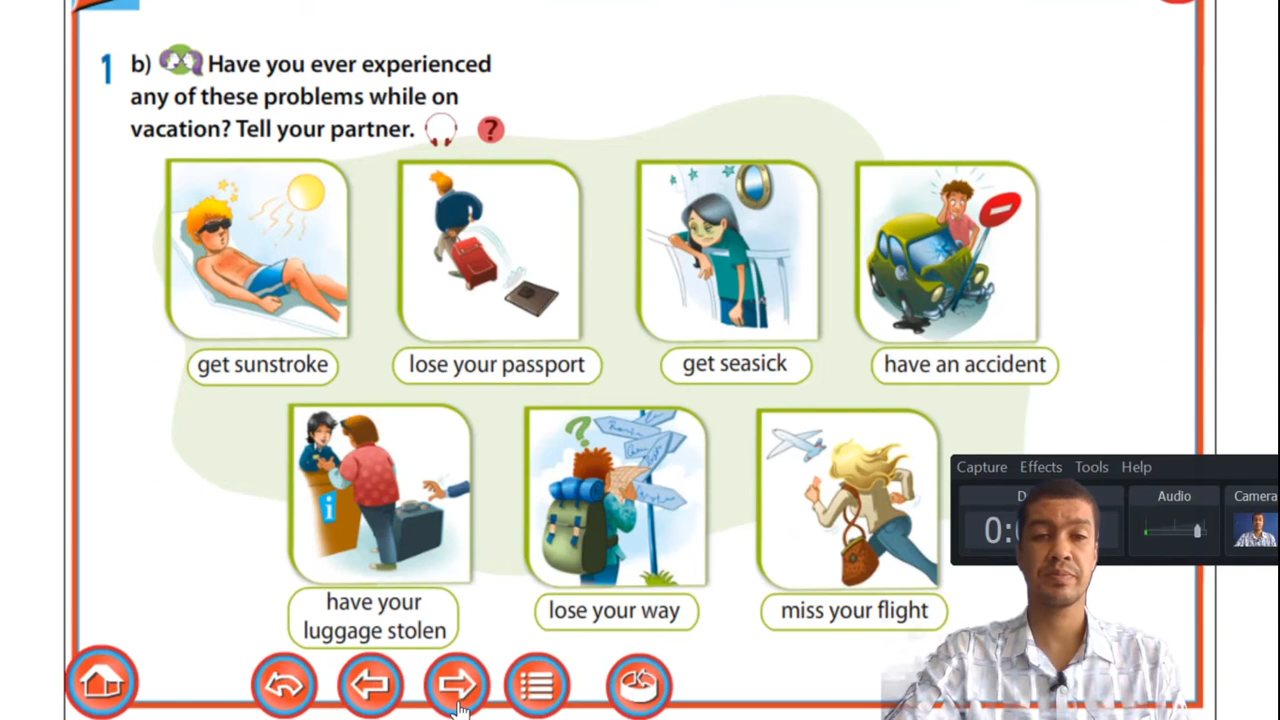 1 b) Have you ever experienced
any of these problems while on
vacation? Tell your partner.
?
get sunstroke
lose your passport
get seasick
have an accident
i
?
have your
luggage stolen
lose your way
miss your flight
Capture Effects Tools Help
D
Audio
Camera
0: